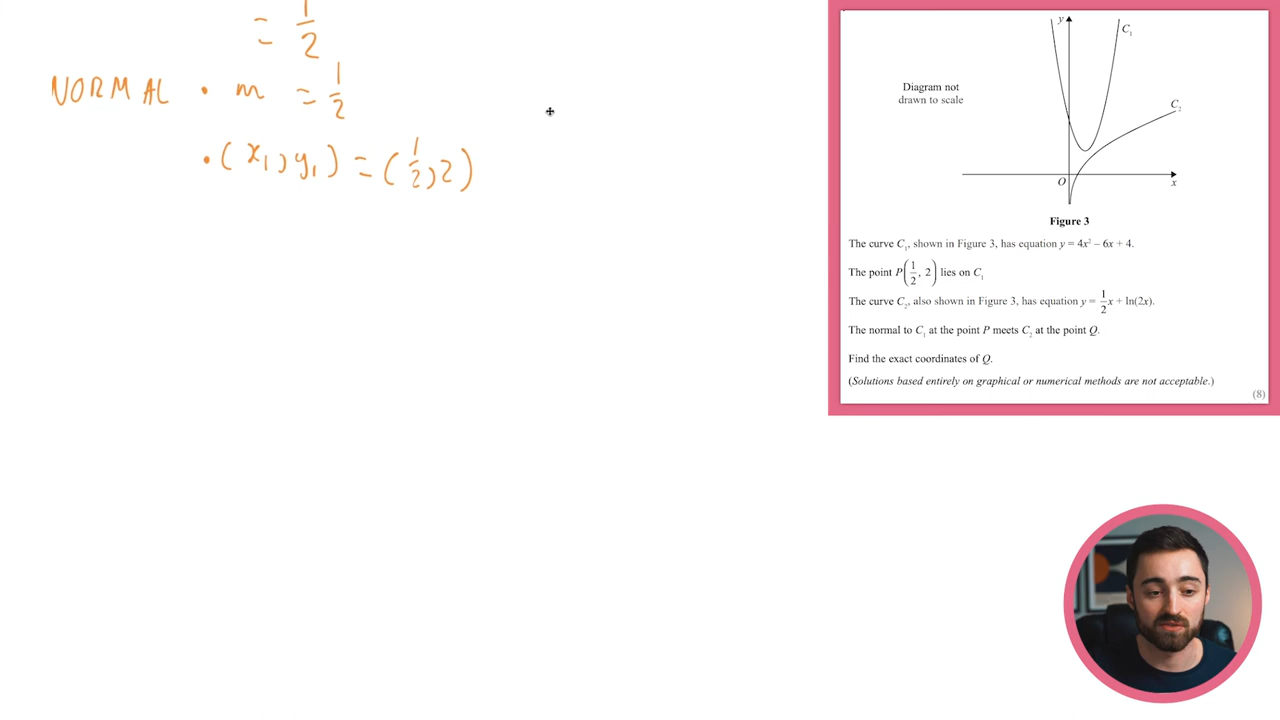 = 1/2
NORMAL • m = 1/2
• (x₁, y₁) = (1/2, 2)
y
C₁
Diagram not
drawn to scale
C₂
O
x
Figure 3
The curve C₁, shown in Figure 3, has equation y = 4x² – 6x + 4.
The point P(1/2, 2) lies on C₁
The curve C₂, also shown in Figure 3, has equation y = 1/2x + ln(2x).
The normal to C₁ at the point P meets C₂ at the point Q.
Find the exact coordinates of Q.
(Solutions based entirely on graphical or numerical methods are not acceptable.)
(8)